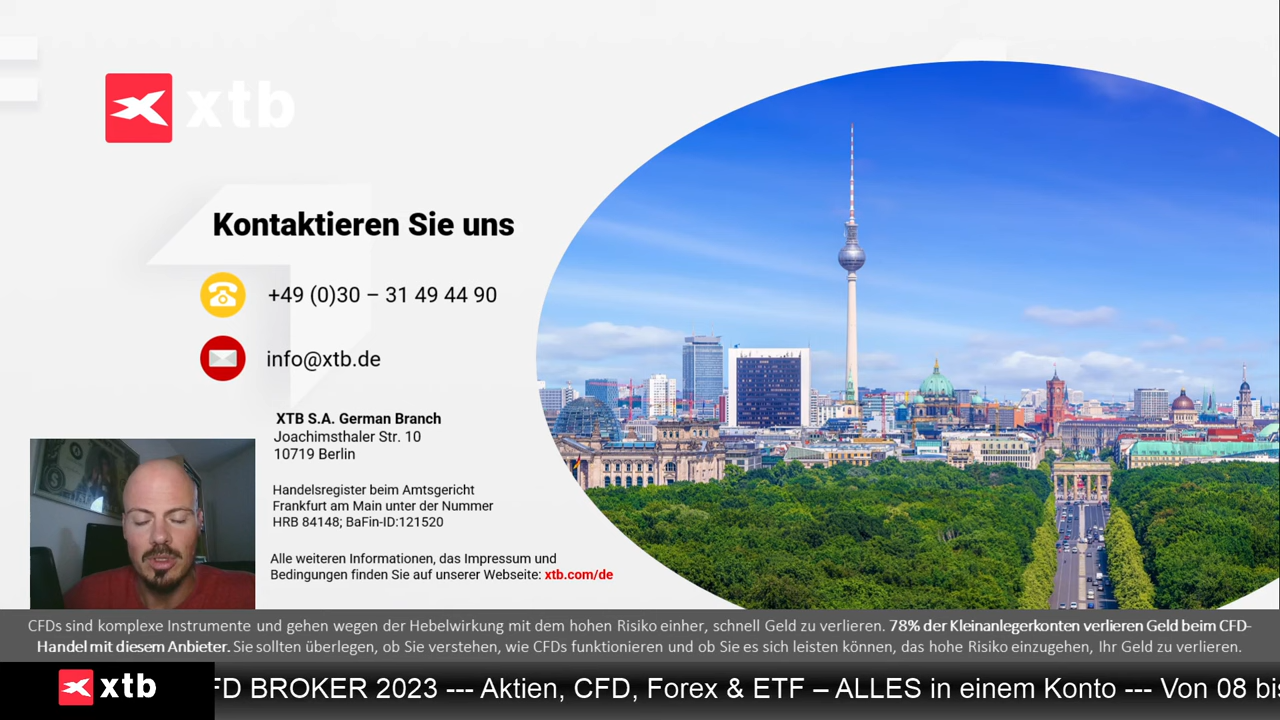 xtb
Kontaktieren Sie uns
+49 (0)30 – 31 49 44 90
info@xtb.de
XTB S.A. German Branch
Joachimsthaler Str. 10
10719 Berlin
Handelsregister beim Amtsgericht
Frankfurt am Main unter der Nummer
HRB 84148; BaFin-ID:121520
Alle weiteren Informationen, das Impressum und
Bedingungen finden Sie auf unserer Webseite: xtb.com/de
CFDs sind komplexe Instrumente und gehen wegen der Hebelwirkung mit dem hohen Risiko einher, schnell Geld zu verlieren. 78% der Kleinanlegerkonten verlieren Geld beim CFD-
Handel mit diesem Anbieter. Sie sollten überlegen, ob Sie verstehen, wie CFDs funktionieren und ob Sie es sich leisten können, das hohe Risiko einzugehen, Ihr Geld zu verlieren.
xtb
FD BROKER 2023 --- Aktien, CFD, Forex & ETF – ALLES in einem Konto --- Von 08 bis